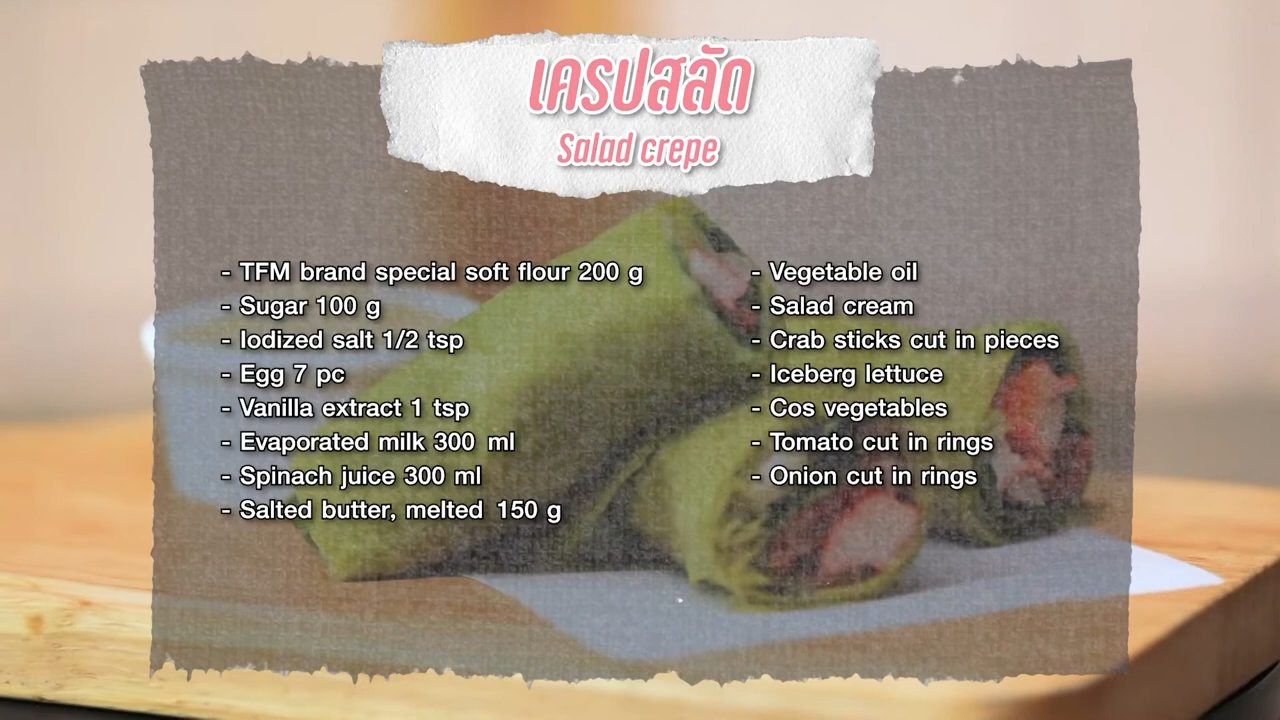 เครปสลัด
Salad crepe
- TFM brand special soft flour 200 g
- Sugar 100 g
- Iodized salt 1/2 tsp
- Egg 7 pc
- Vanilla extract 1 tsp
- Evaporated milk 300 ml
- Spinach juice 300 ml
- Salted butter, melted 150 g
- Vegetable oil
- Salad cream
- Crab sticks cut in pieces
- Iceberg lettuce
- Cos vegetables
- Tomato cut in rings
- Onion cut in rings